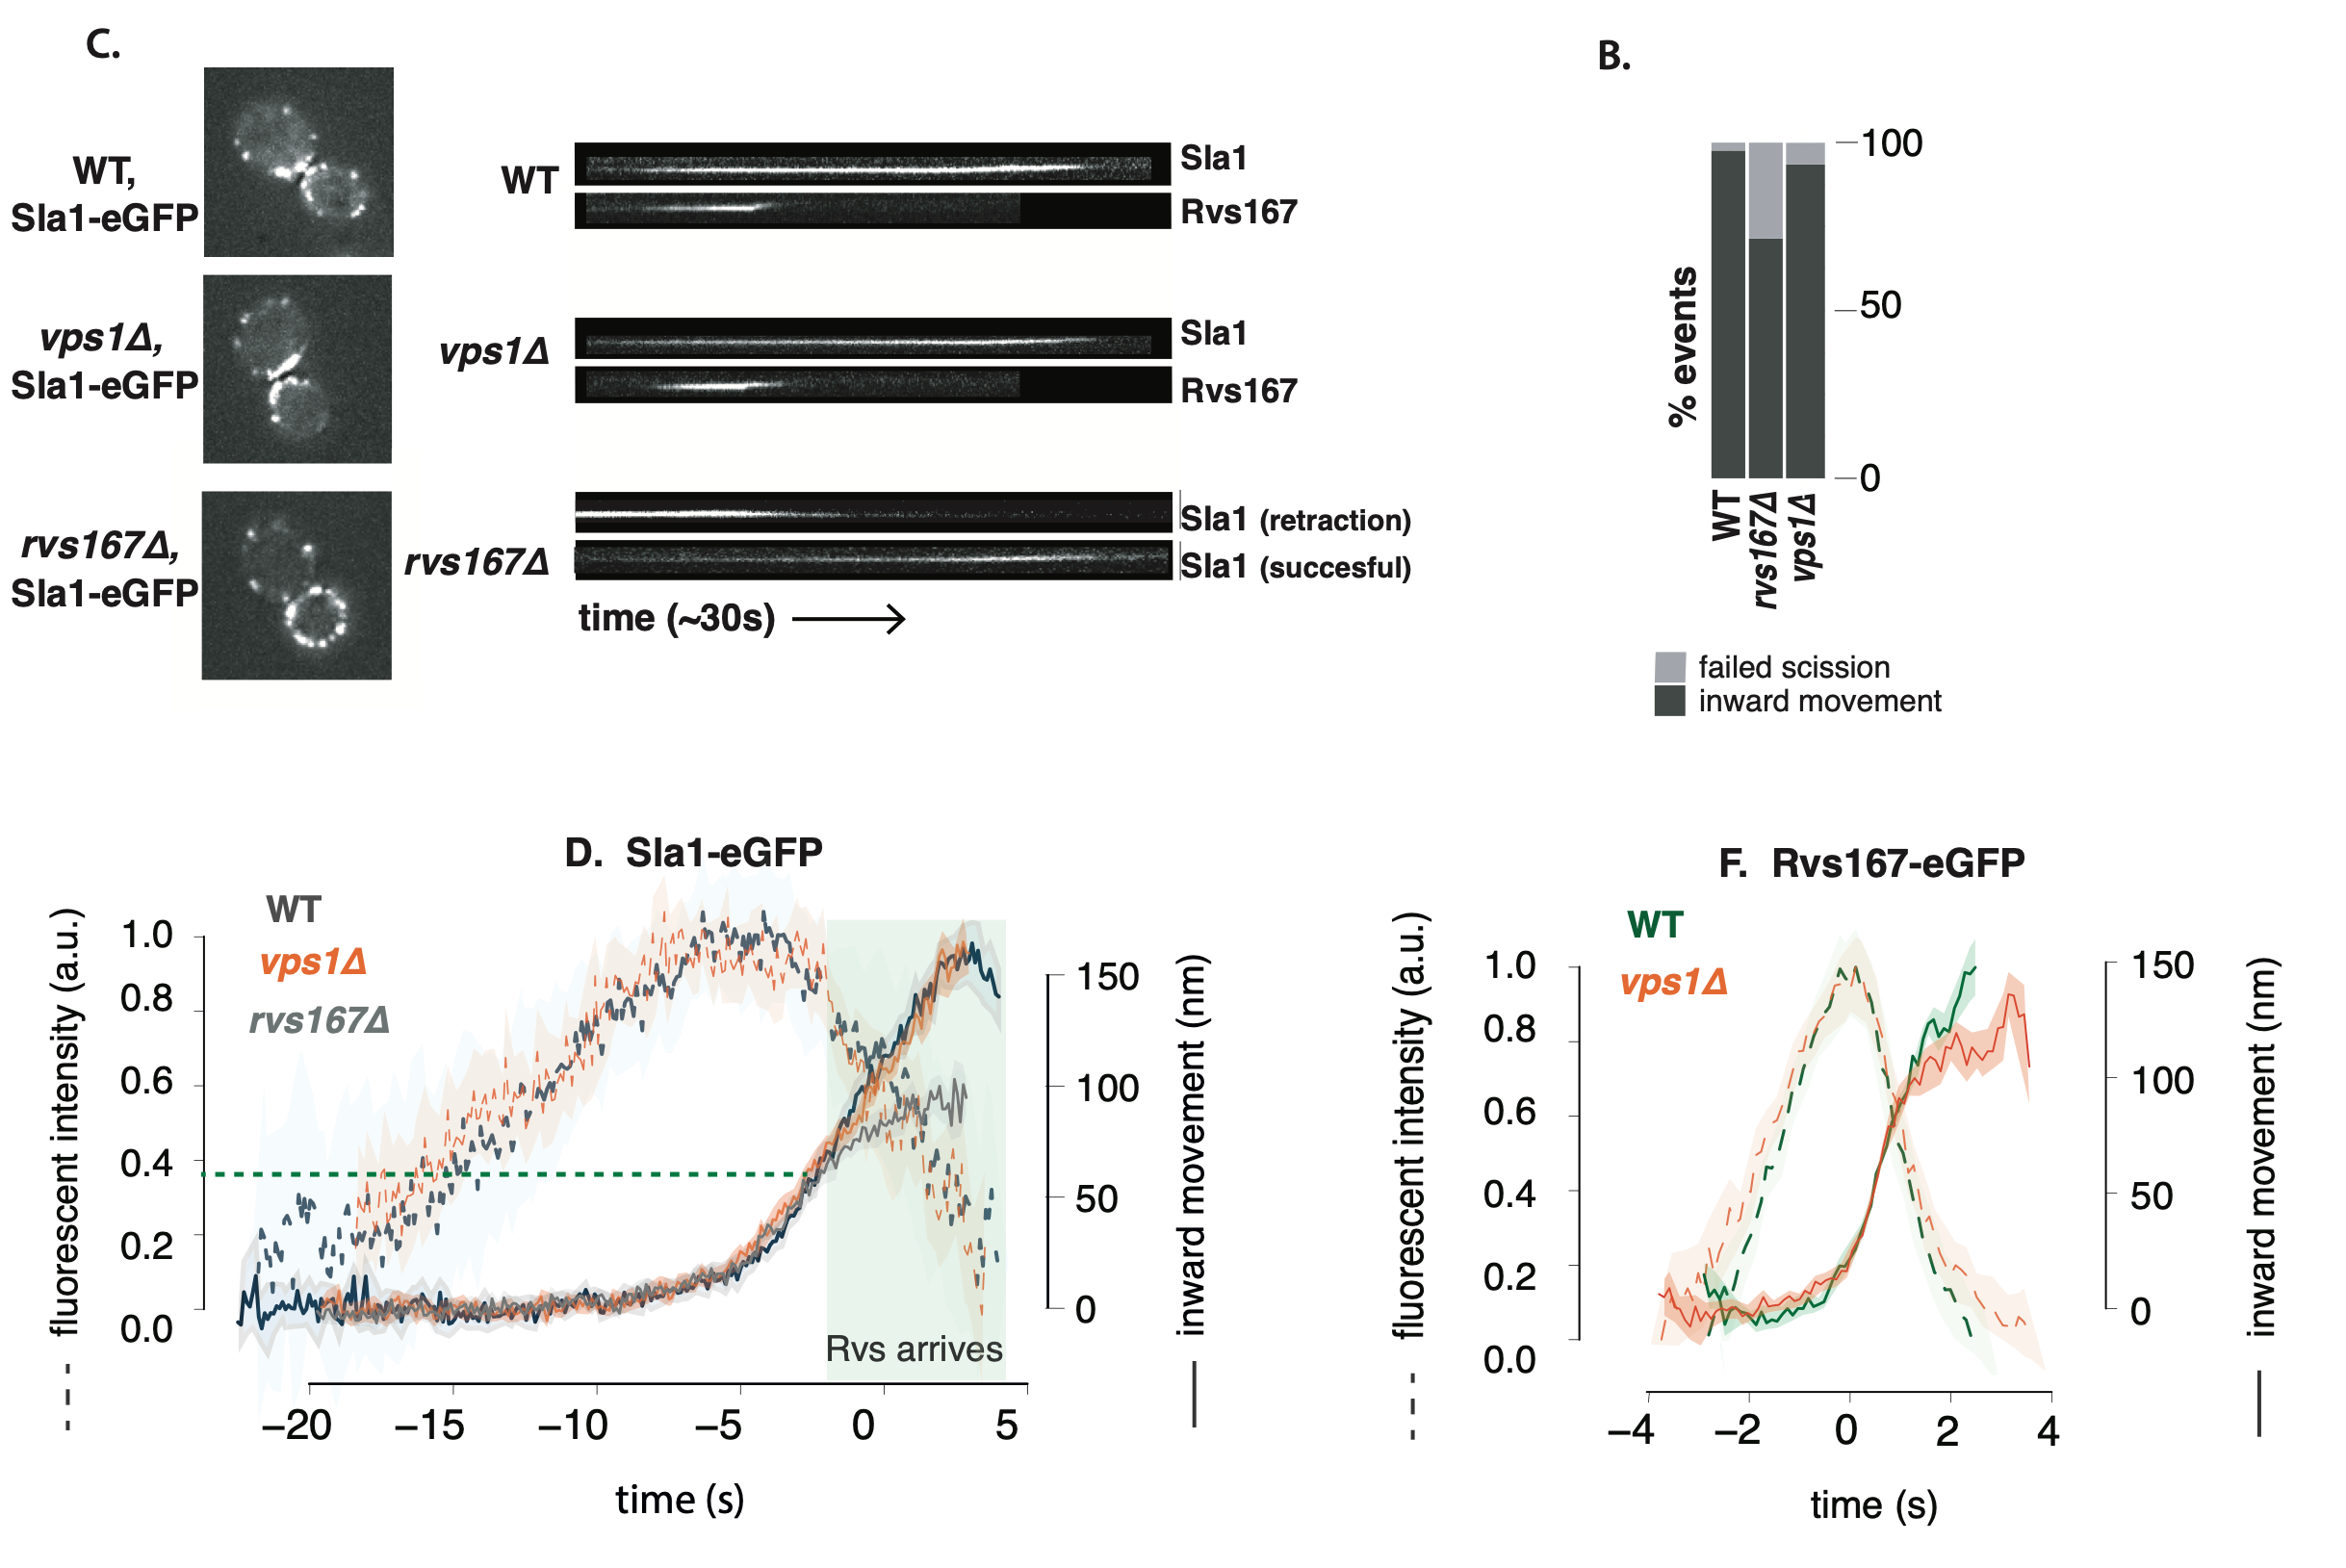 C.
WT,
Sla1-eGFP
vps1Δ,
Sla1-eGFP
rvs167Δ,
Sla1-eGFP
WT
Sla1
Rvs167
vps1Δ
Sla1
Rvs167
rvs167Δ
Sla1 (retraction)
Sla1 (succesful)
time (~30s)
B.
% events
100
50
0
WT
rvs167Δ
vps1Δ
failed scission
inward movement
D. Sla1-eGFP
WT
vps1Δ
rvs167Δ
fluorescent intensity (a.u.)
1.0
0.8
0.6
0.4
0.2
0.0
150
100
50
0
inward movement (nm)
Rvs arrives
−20 −15 −10 −5 0 5
time (s)
F. Rvs167-eGFP
WT
vps1Δ
fluorescent intensity (a.u.)
1.0
0.8
0.6
0.4
0.2
0.0
150
100
50
0
inward movement (nm)
−4 −2 0 2 4
time (s)